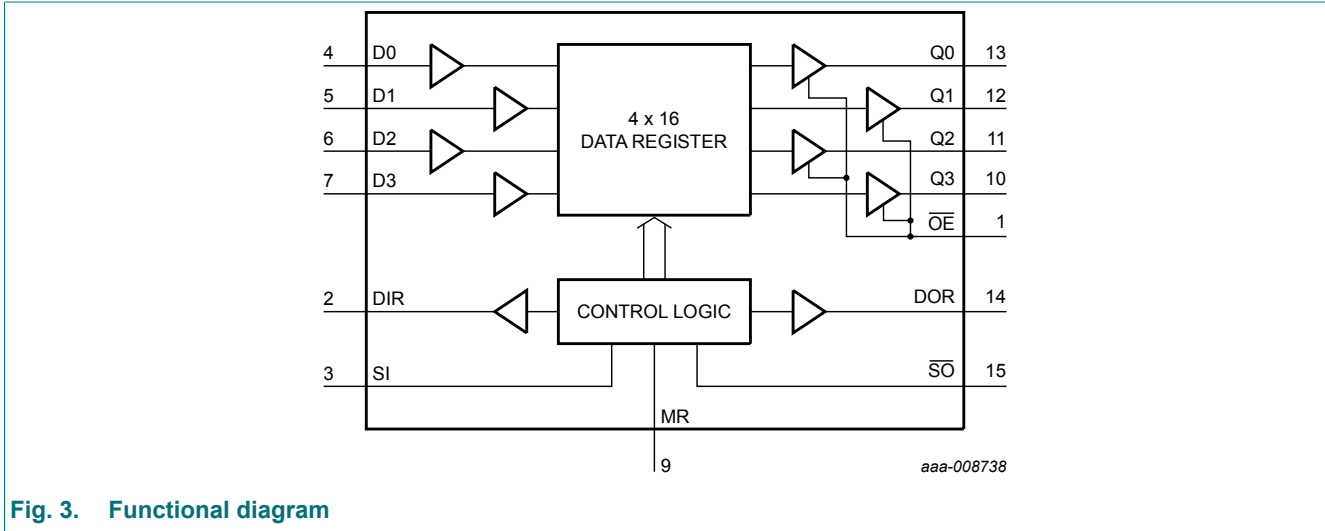 4 D0 Q0 13
5 D1 Q1 12
4 x 16
DATA REGISTER
6 D2 Q2 11
7 D3 Q3 10
O̅E̅ 1
2 DIR CONTROL LOGIC DOR 14
3 SI S̅O̅ 15
MR
9 aaa-008738
Fig. 3. Functional diagram